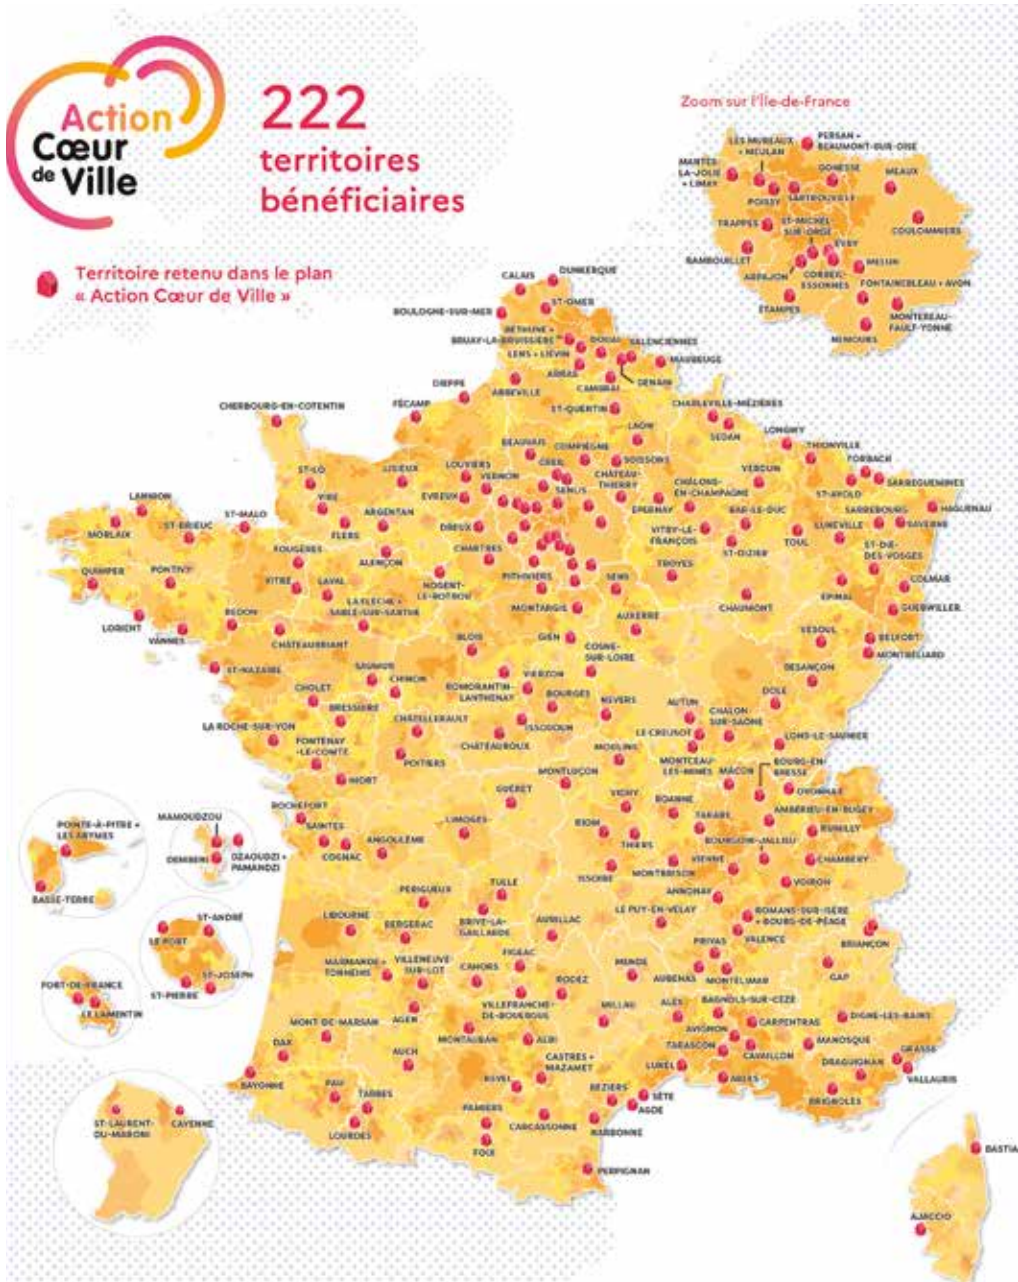 Action
Cœur
de Ville
222
territoires
bénéficiaires
Territoire retenu dans le plan
« Action Cœur de Ville »
Zoom sur l'Île-de-France
PERSAN +
BEAUMONT-SUR-OISE
LES MUREAUX
+ MEULAN
MANTES-
LA-JOLIE
+ LIMAY
GONESSE
MEAUX
POISSY
SARTROUVILLE
TRAPPES
ST-MICHEL-
SUR-ORGE
COULOMMIERS
ÉVRY
RAMBOUILLET
ARPAJON
CORBEIL-
ESSONNES
MELUN
FONTAINEBLEAU + AVON
ÉTAMPES
MONTEREAU-
FAULT-YONNE
NEMOURS
CALAIS
DUNKERQUE
ST-OMER
BOULOGNE-SUR-MER
BÉTHUNE +
BRUAY-LA-BUISSIÈRE
DOUAI
VALENCIENNES
LENS + LIÉVIN
MAUBEUGE
ARRAS
DENAIN
CAMBRAI
ABBEVILLE
DIEPPE
FÉCAMP
CHERBOURG-EN-COTENTIN
ST-QUENTIN
CHARLEVILLE-MÉZIÈRES
SEDAN
LAON
LONGWY
THIONVILLE
BEAUVAIS
COMPIÈGNE
SOISSONS
FORBACH
SARREGUEMINES
ST-LÔ
LISIEUX
LOUVIERS
VERNON
CREIL
SENLIS
CHÂTEAU-
THIERRY
CHÂLONS-
EN-CHAMPAGNE
VERDUN
ST-AVOLD
HAGUENAU
LANNION
VIRE
ÉVREUX
ÉPERNAY
BAR-LE-DUC
SARREBOURG
SAVERNE
MORLAIX
ST-BRIEUC
ST-MALO
FLERS
ARGENTAN
DREUX
VITRY-LE-
FRANÇOIS
ST-DIZIER
TOUL
LUNÉVILLE
ST-DIÉ-
DES-VOSGES
FOUGÈRES
ALENÇON
CHARTRES
QUIMPER
PONTIVY
VITRÉ
LAVAL
NOGENT-
LE-ROTROU
PITHIVIERS
SENS
TROYES
COLMAR
ÉPINAL
LA FLÈCHE +
SABLÉ-SUR-SARTHE
MONTARGIS
CHAUMONT
GUEBWILLER
LORIENT
VANNES
REDON
CHÂTEAUBRIANT
AUXERRE
VESOUL
BELFORT
MONTBÉLIARD
BLOIS
GIEN
COSNE-
SUR-LOIRE
ST-NAZAIRE
SAUMUR
CHINON
ROMORANTIN-
LANTHENAY
VIERZON
BESANÇON
CHOLET
BOURGES
NEVERS
AUTUN
DOLE
BRESSUIRE
CHÂTELLERAULT
ISSOUDUN
CHALON
SUR-SAÔNE
LA ROCHE-SUR-YON
LE CREUSOT
LONS-LE-SAUNIER
FONTENAY
-LE-COMTE
CHÂTEAUROUX
MOULINS
POITIERS
MONTCEAU-
LES-MINES
MÂCON
BOURG-EN-
BRESSE
NIORT
MONTLUÇON
OYONNAX
GUÉRET
VICHY
ROANNE
AMBÉRIEU-EN-BUGEY
ROCHEFORT
TARARE
SAINTES
LIMOGES
RIOM
BOURGOIN-JALLIEU
RUMILLY
COGNAC
ANGOULÊME
THIERS
VIENNE
CHAMBÉRY
ISSOIRE
MONTBRISON
VOIRON
ANNONAY
PÉRIGUEUX
TULLE
LE PUY-EN-VELAY
ROMANS-SUR-ISÈRE
+ BOURG-DE-PÉAGE
LIBOURNE
BERGERAC
BRIVE-LA-
GAILLARDE
AURILLAC
VALENCE
BRIANÇON
PRIVAS
MARMANDE +
TONNEINS
VILLENEUVE-
SUR-LOT
CAHORS
FIGEAC
RODEZ
MENDE
AUBENAS
MONTÉLIMAR
GAP
VILLEFRANCHE-
DE-ROUERGUE
MILLAU
ALÈS
BAGNOLS-SUR-CÈZE
MONT-DE-MARSAN
AGEN
CARPENTRAS
DIGNE-LES-BAINS
DAX
MONTAUBAN
ALBI
AVIGNON
TARASCON
CAVAILLON
MANOSQUE
GRASSE
AUCH
CASTRES +
MAZAMET
LUNEL
DRAGUIGNAN
BAYONNE
REVEL
BÉZIERS
ARLES
VALLAURIS
PAU
TARBES
SÈTE
AGDE
BRIGNOLES
PAMIERS
CARCASSONNE
NARBONNE
LOURDES
FOIX
PERPIGNAN
BASTIA
AJACCIO
POINTE-À-PITRE +
LES ABYMES
BASSE-TERRE
MAMOUDZOU
DEMBENI
DZAOUDZI +
PAMANDZI
ST-ANDRÉ
LE PORT
ST-JOSEPH
ST-PIERRE
FORT-DE-FRANCE
LE LAMENTIN
ST-LAURENT-
DU-MARONI
CAYENNE